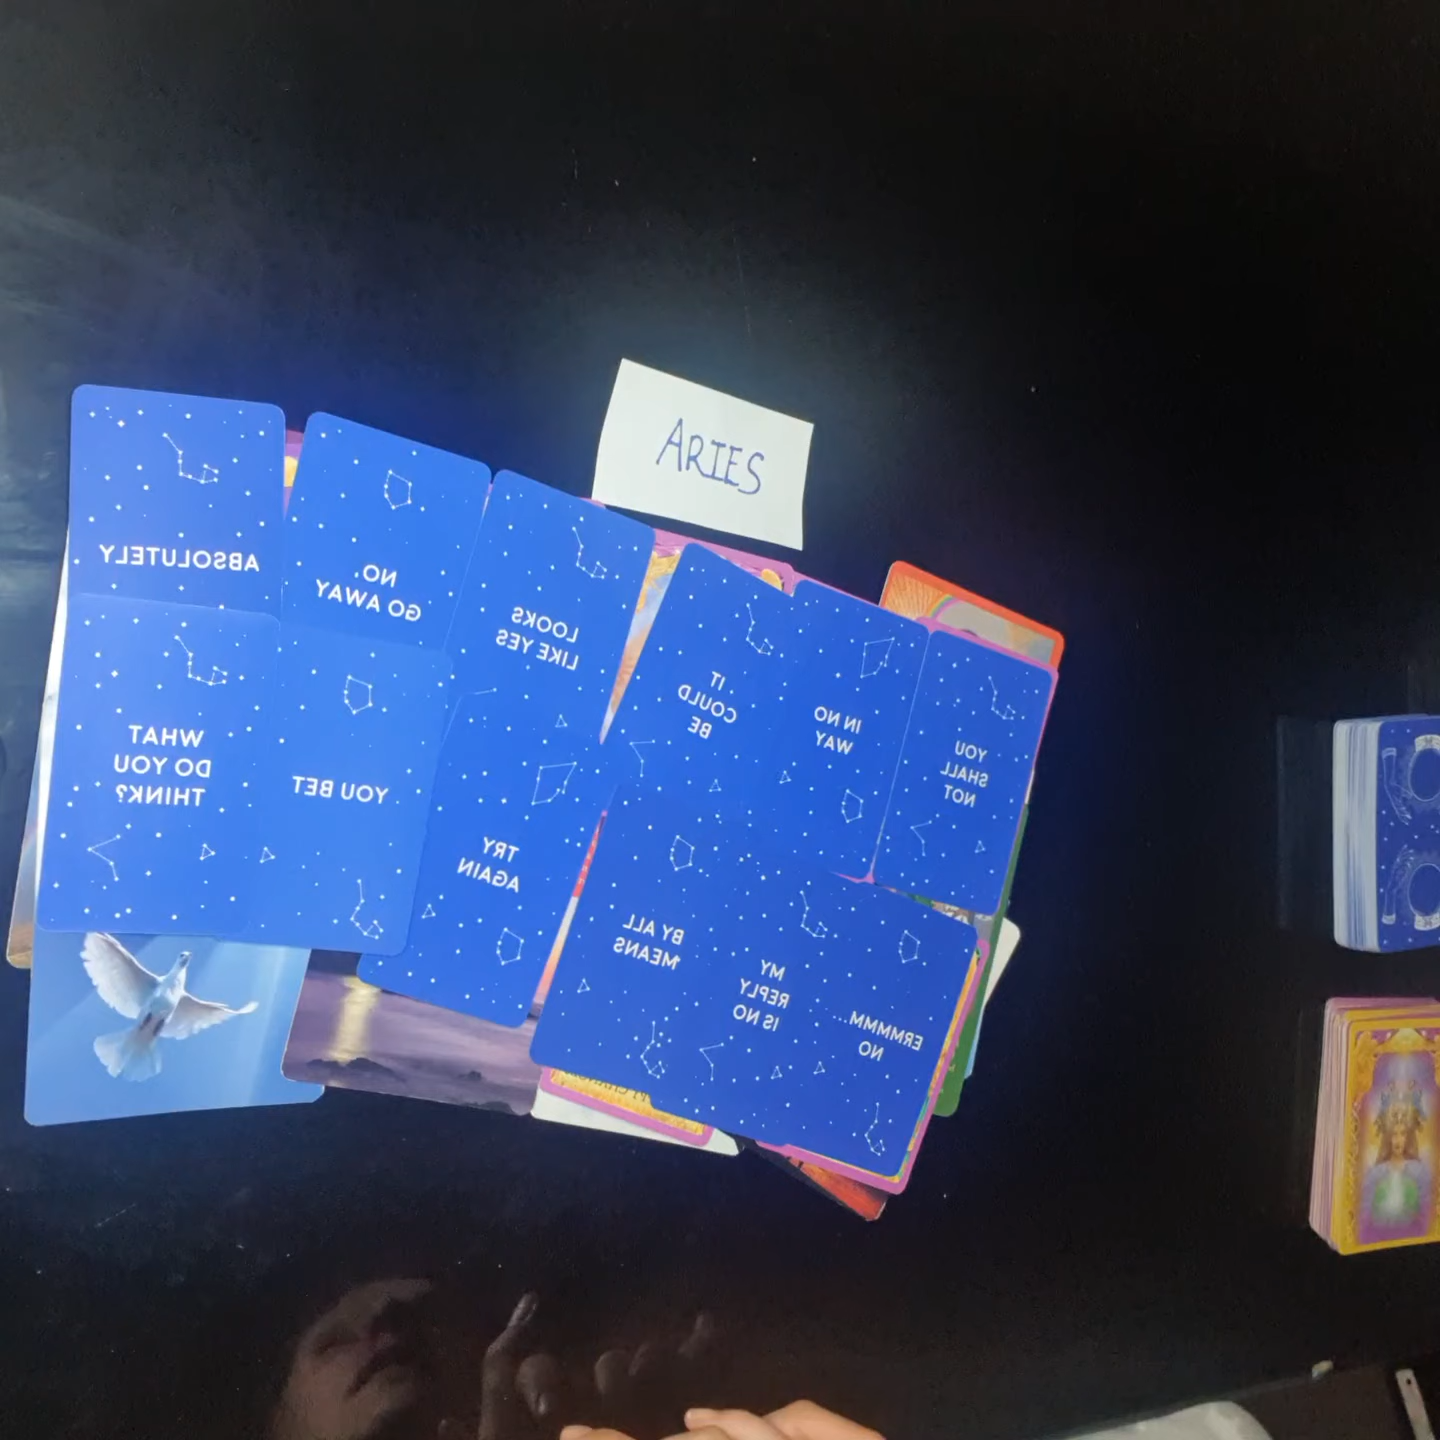 ARIES
ABSOLUTELY
NO
GO AWAY
LOOKS
LIKE YES
IT
COULD
BE
IN NO
WAY
YOU
SHALL
NOT
WHAT
DO YOU
THINK?
YOU BET
TRY
AGAIN
BY ALL
MEANS
MY
REPLY
IS NO
ERMMMM...
NO